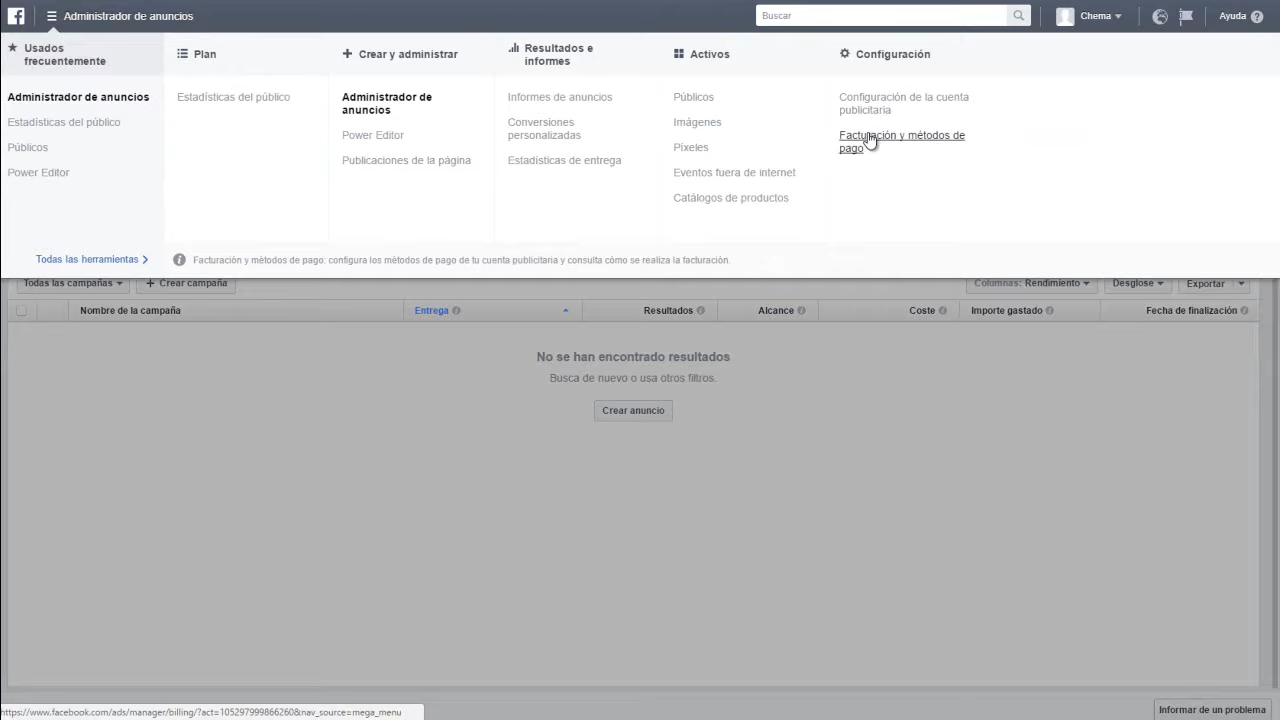 Administrador de anuncios
Buscar
Chema
Ayuda
Usados
frecuentemente
Administrador de anuncios
Estadísticas del público
Públicos
Power Editor
Todas las herramientas
Plan
Estadísticas del público
Crear y administrar
Administrador de
anuncios
Power Editor
Publicaciones de la página
Resultados e
informes
Informes de anuncios
Conversiones
personalizadas
Estadísticas de entrega
Activos
Públicos
Imágenes
Píxeles
Eventos fuera de internet
Catálogos de productos
Configuración
Configuración de la cuenta
publicitaria
Facturación y métodos de
pago
Facturación y métodos de pago: configura los métodos de pago de tu cuenta publicitaria y consulta cómo se realiza la facturación.
Todas las campañas
+ Crear campaña
Columnas: Rendimiento
Desglose
Exportar
Nombre de la campaña
Entrega
Resultados
Alcance
Coste
Importe gastado
Fecha de finalización
No se han encontrado resultados
Busca de nuevo o usa otros filtros.
Crear anuncio
https://www.facebook.com/ads/manager/billing/?act=1052979998662608&nav_source=mega_menu
Informar de un problema